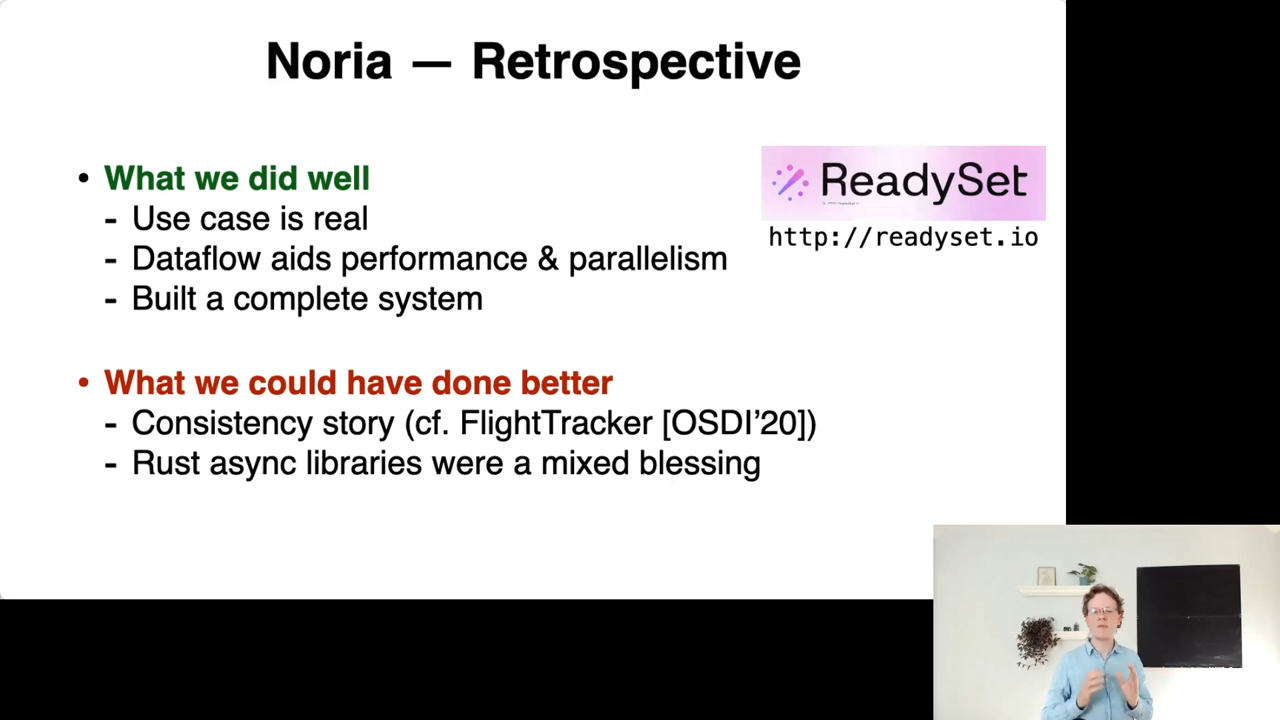 Noria — Retrospective
• What we did well
- Use case is real
- Dataflow aids performance & parallelism
- Built a complete system
ReadySet
http://readyset.io
• What we could have done better
- Consistency story (cf. FlightTracker [OSDI’20])
- Rust async libraries were a mixed blessing